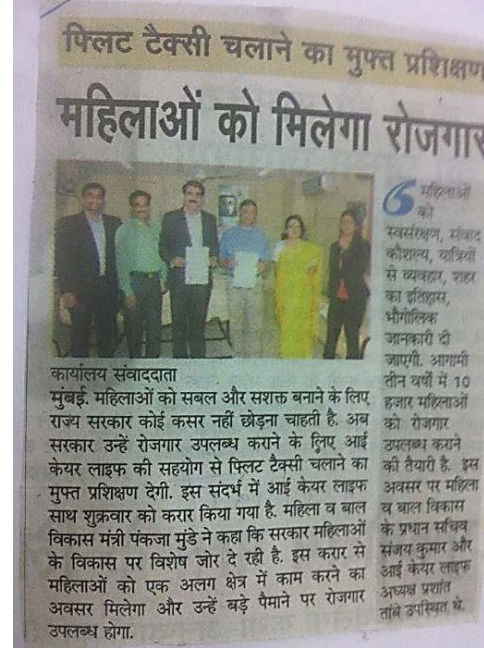 फ्लिट टैक्सी चलाने का मुफ्त प्रशिक्षण
महिलाओं को मिलेगा रोजगार
कार्यालय संवाददाता
मुंबई. महिलाओं को सबल और सशक्त बनाने के लिए
राज्य सरकार कोई कसर नहीं छोड़ना चाहती है. अब
सरकार उन्हें रोजगार उपलब्ध कराने के लिए आई
केयर लाइफ की सहयोग से फ्लिट टैक्सी चलाने का
मुफ्त प्रशिक्षण देगी. इस संदर्भ में आई केयर लाइफ
साथ शुक्रवार को करार किया गया है. महिला व बाल
विकास मंत्री पंकजा मुंडे ने कहा कि सरकार महिलाओं
के विकास पर विशेष जोर दे रही है. इस करार से
महिलाओं को एक अलग क्षेत्र में काम करने का
अवसर मिलेगा और उन्हें बड़े पैमाने पर रोजगार
उपलब्ध होगा.
महिलाओं
को
स्वसंरक्षण, संवाद
कौशल्य, यात्रियों
से व्यवहार, शहर
का इतिहास,
भौगोलिक
जानकारी दी
जाएगी. आगामी
तीन वर्षों में 10
हजार महिलाओं
को रोजगार
उपलब्ध कराने
की तैयारी है. इस
अवसर पर महिला
व बाल विकास
के प्रधान सचिव
संजय कुमार और
आई केयर लाइफ
अध्यक्ष प्रशांत
तांबे उपस्थित थे.